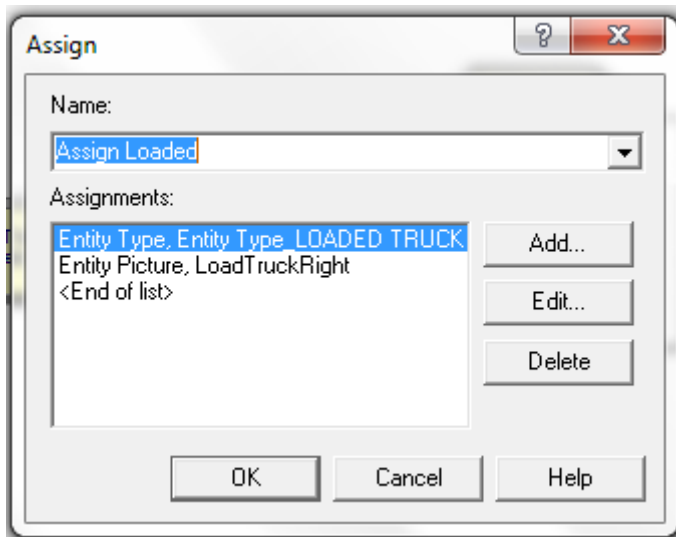 Assign
Name:
Assign Loaded
Assignments:
Entity Type, Entity Type_LOADED TRUCK
Entity Picture, LoadTruckRight
<End of list>
Add...
Edit...
Delete
OK
Cancel
Help